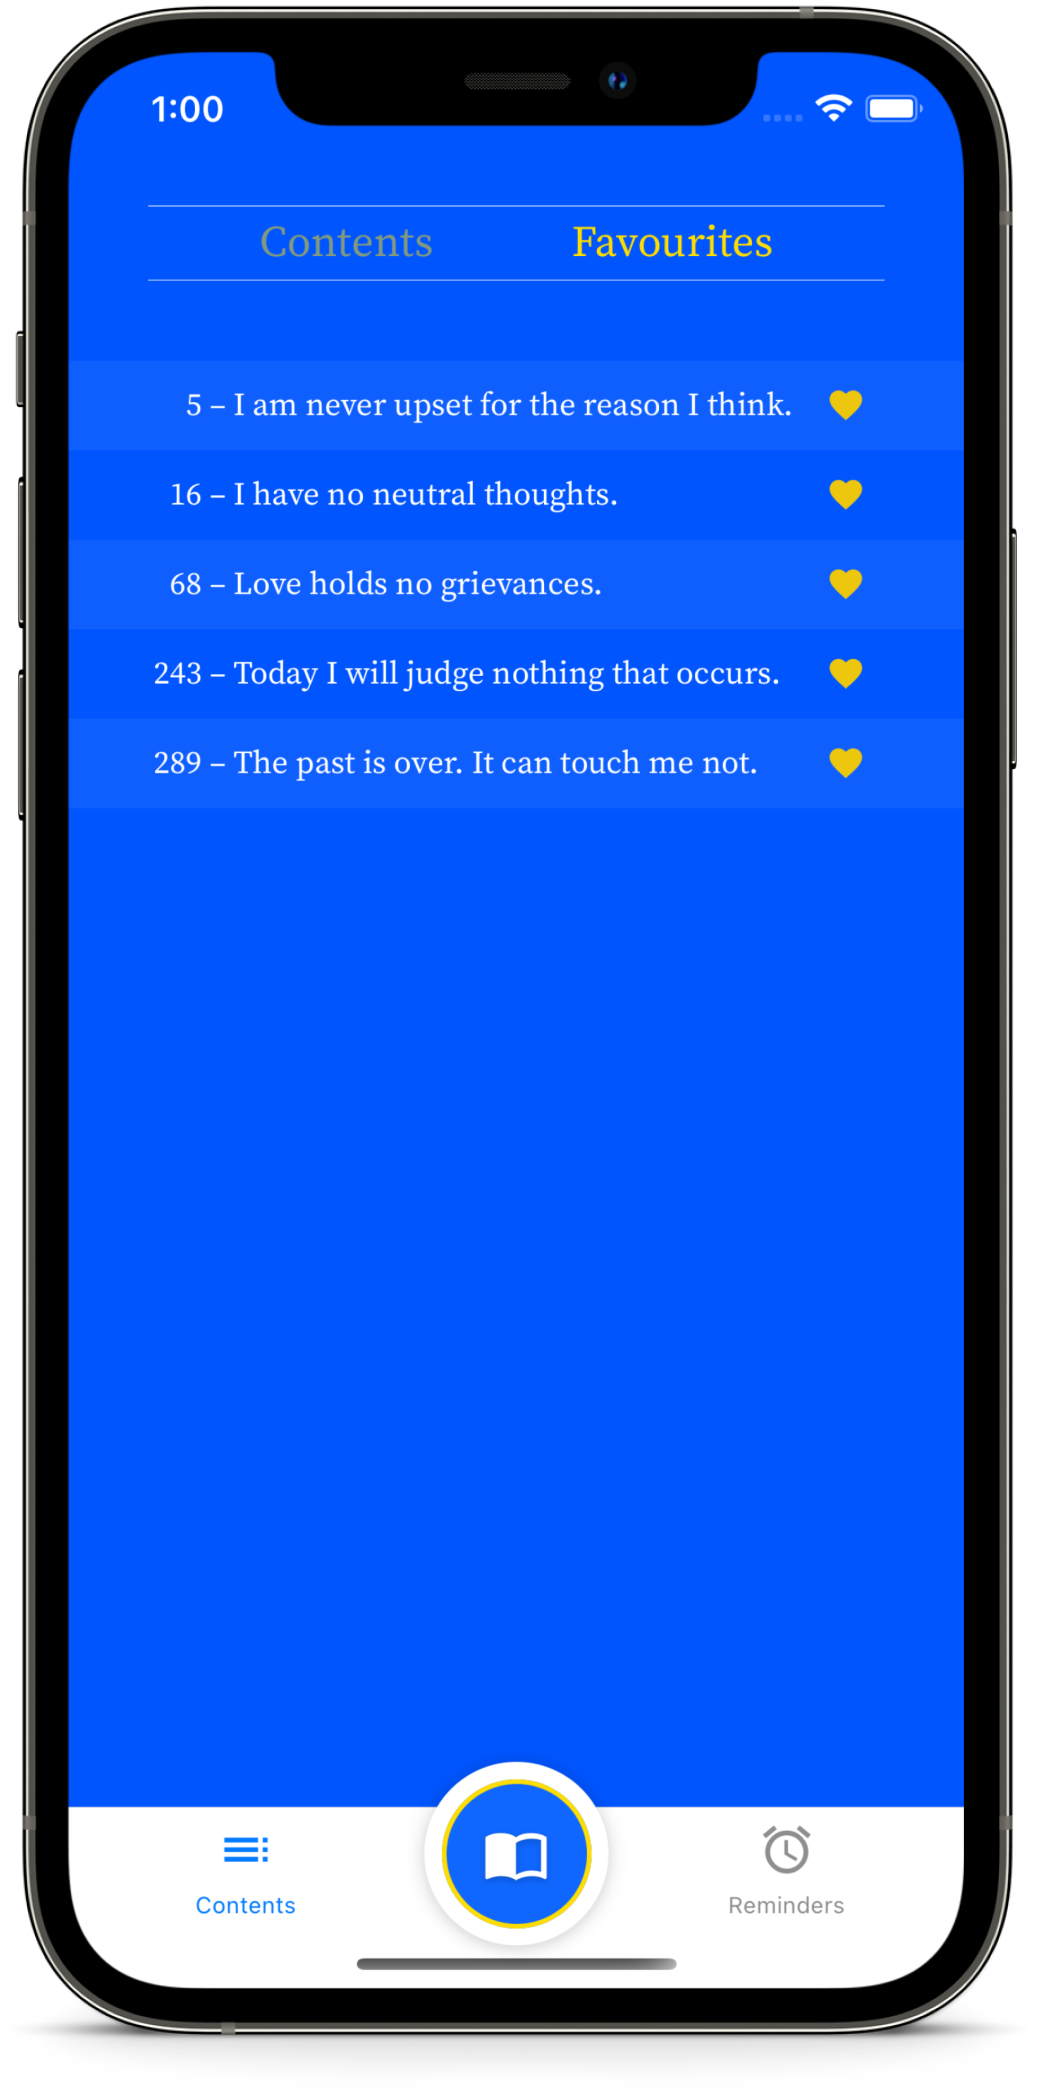 1:00
Contents Favourites
5 – I am never upset for the reason I think.
16 – I have no neutral thoughts.
68 – Love holds no grievances.
243 – Today I will judge nothing that occurs.
289 – The past is over. It can touch me not.
Contents Reminders